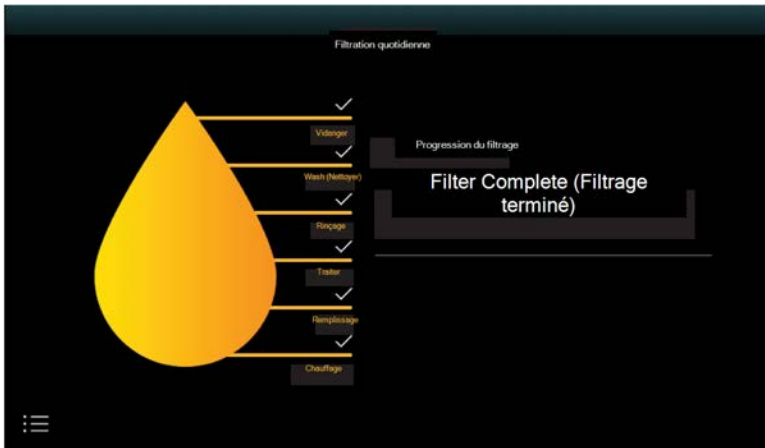 Filtration quotidienne
Vidanger
Wash (Nettoyer)
Rinçage
Traiter
Remplissage
Chauffage
Progression du filtrage
Filter Complete (Filtrage
terminé)